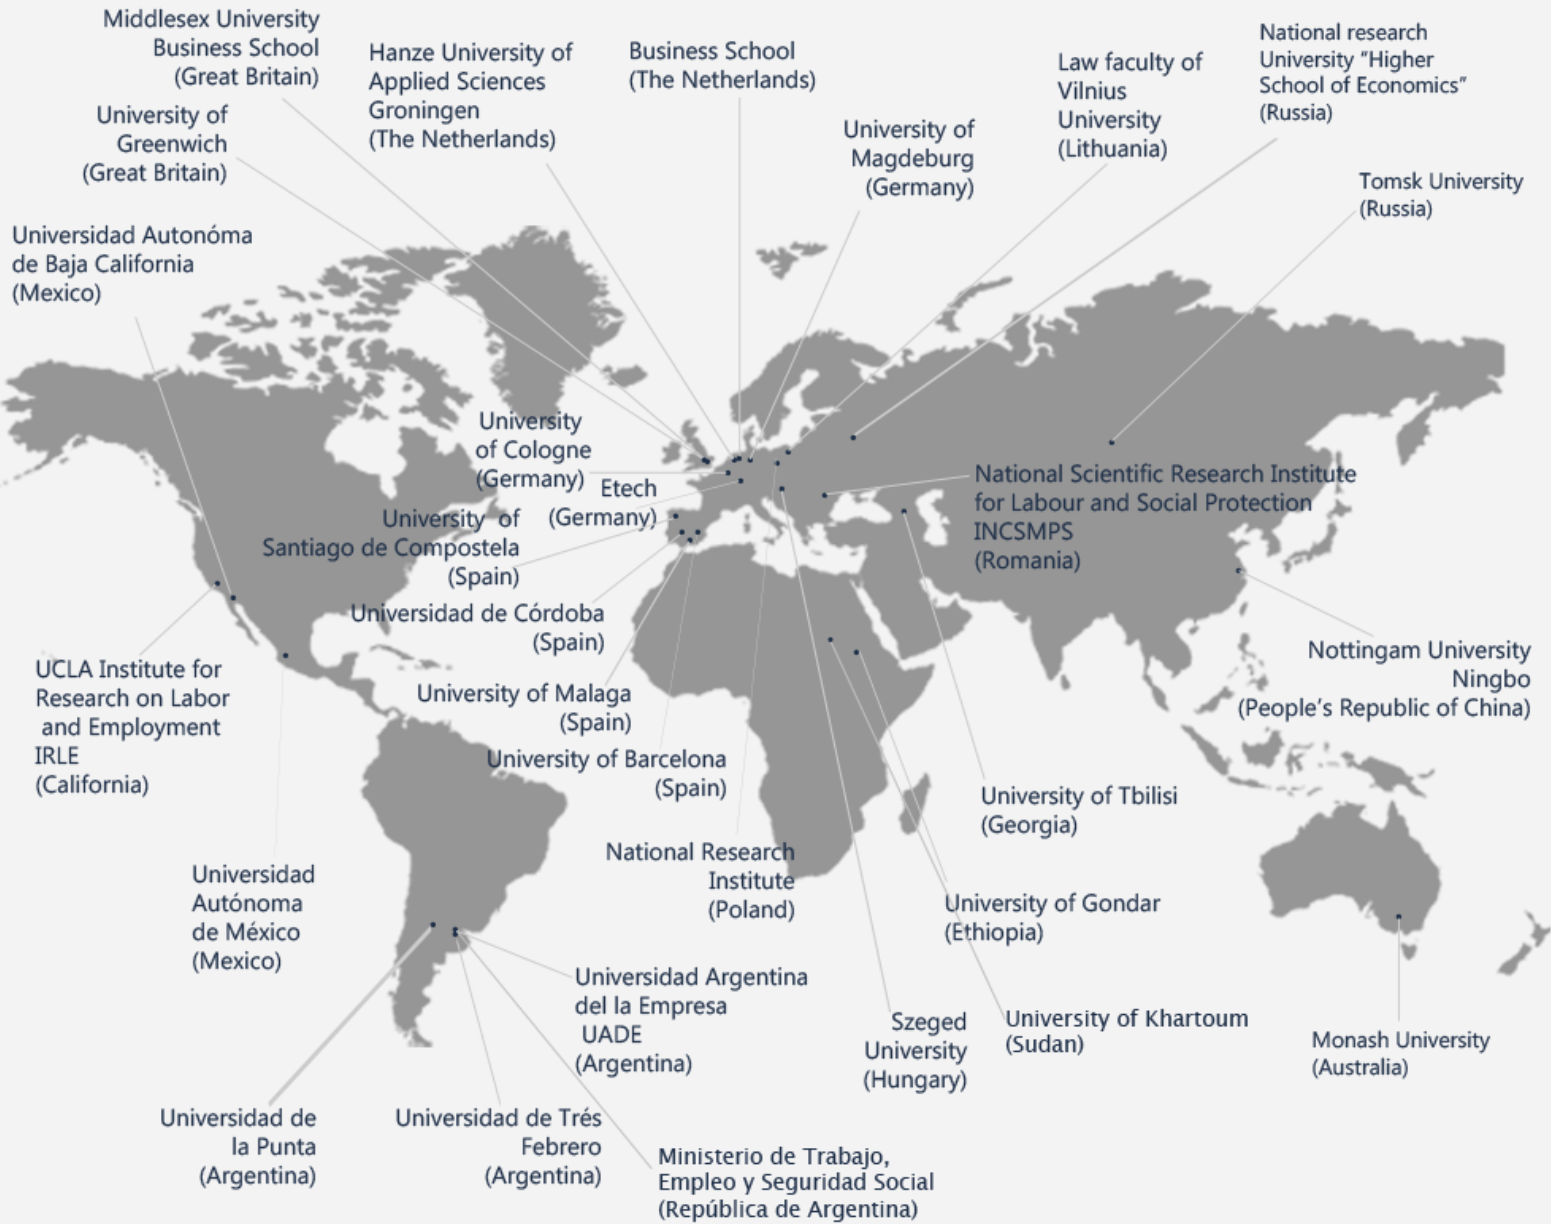 Middlesex University
Business School
(Great Britain)
Hanze University of
Applied Sciences
Groningen
(The Netherlands)
Business School
(The Netherlands)
Law faculty of
Vilnius
University
(Lithuania)
National research
University “Higher
School of Economics”
(Russia)
University of
Greenwich
(Great Britain)
University of
Magdeburg
(Germany)
Tomsk University
(Russia)
Universidad Autonóma
de Baja California
(Mexico)
University
of Cologne
(Germany)
Etech
(Germany)
National Scientific Research Institute
for Labour and Social Protection
INCSMPS
(Romania)
University of
Santiago de Compostela
(Spain)
Universidad de Córdoba
(Spain)
UCLA Institute for
Research on Labor
and Employment
IRLE
(California)
University of Malaga
(Spain)
Nottingam University
Ningbo
(People’s Republic of China)
University of Barcelona
(Spain)
University of Tbilisi
(Georgia)
National Research
Institute
(Poland)
Universidad
Autónoma
de México
(Mexico)
University of Gondar
(Ethiopia)
Universidad Argentina
del la Empresa
UADE
(Argentina)
Szeged
University
(Hungary)
University of Khartoum
(Sudan)
Monash University
(Australia)
Universidad de
la Punta
(Argentina)
Universidad de Trés
Febrero
(Argentina)
Ministerio de Trabajo,
Empleo y Seguridad Social
(República de Argentina)